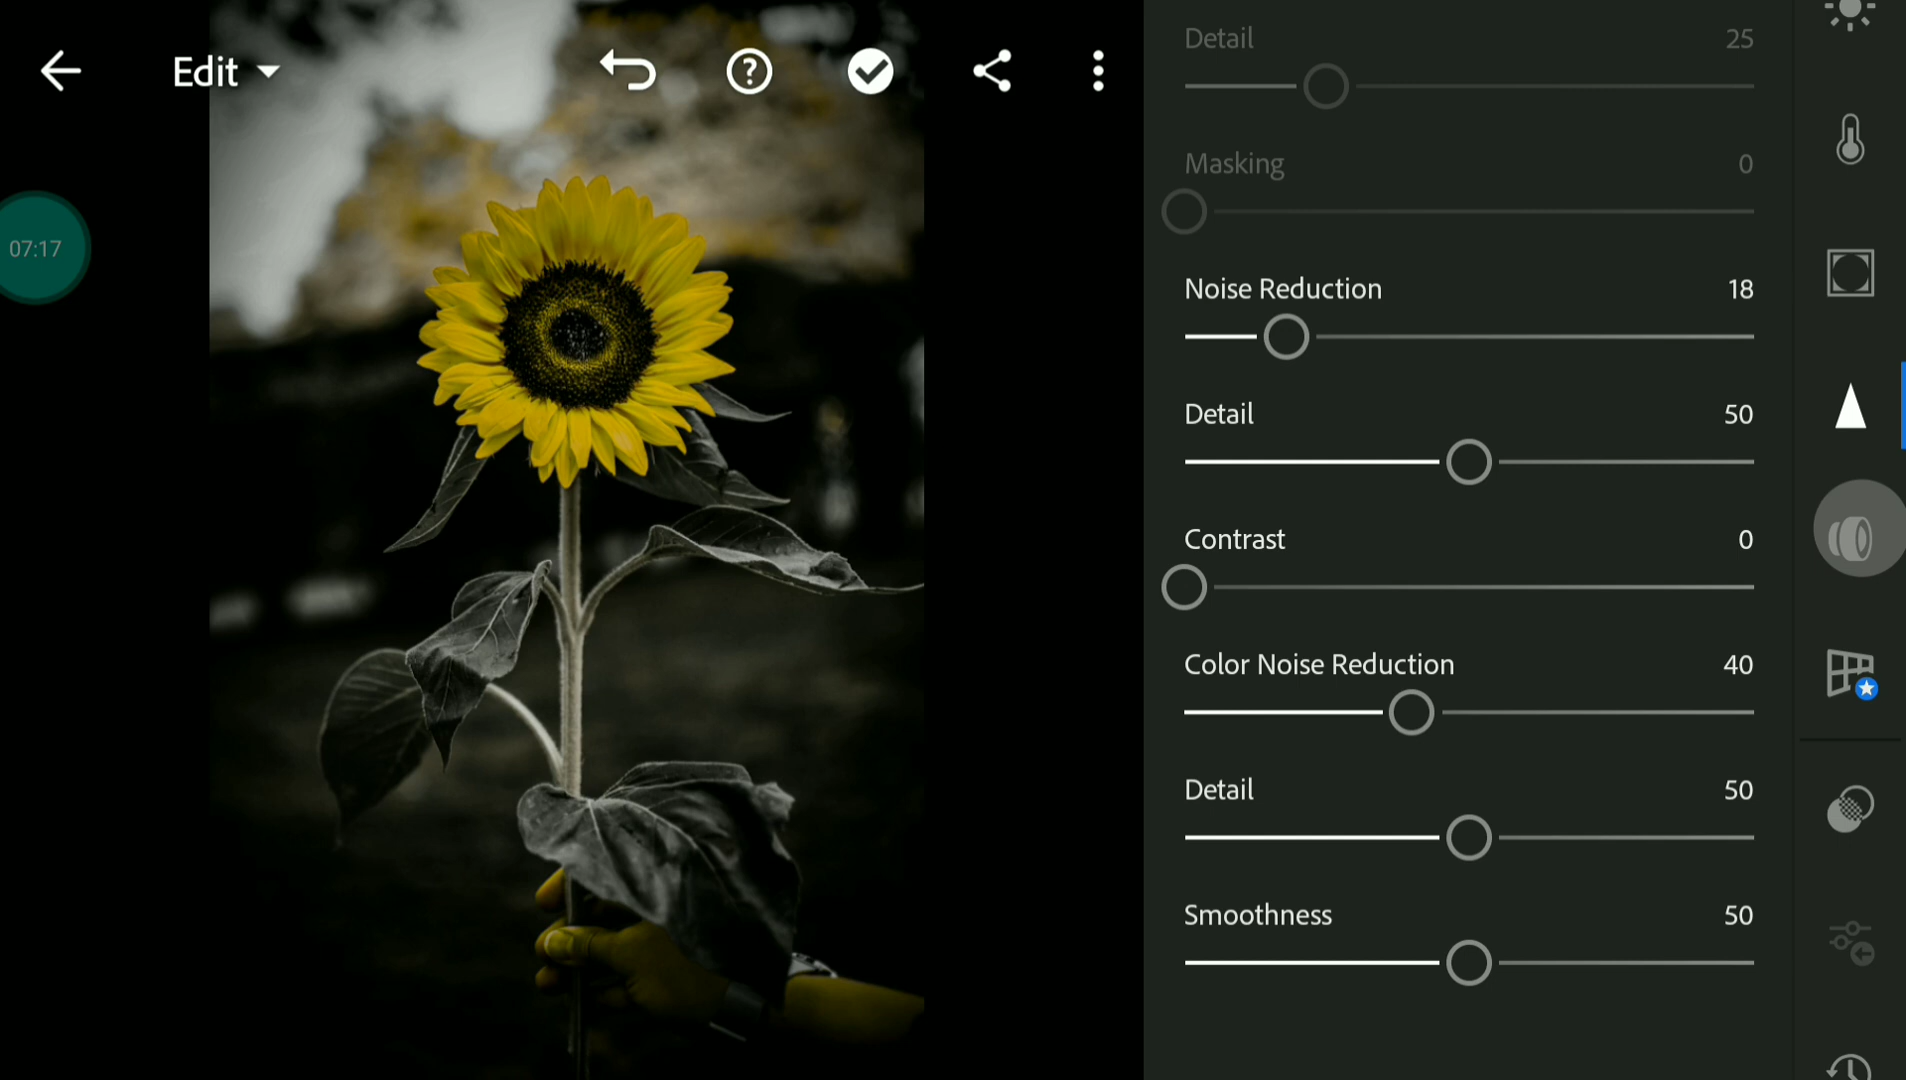 Edit
07:17
Detail 25
Masking 0
Noise Reduction 18
Detail 50
Contrast 0
Color Noise Reduction 40
Detail 50
Smoothness 50